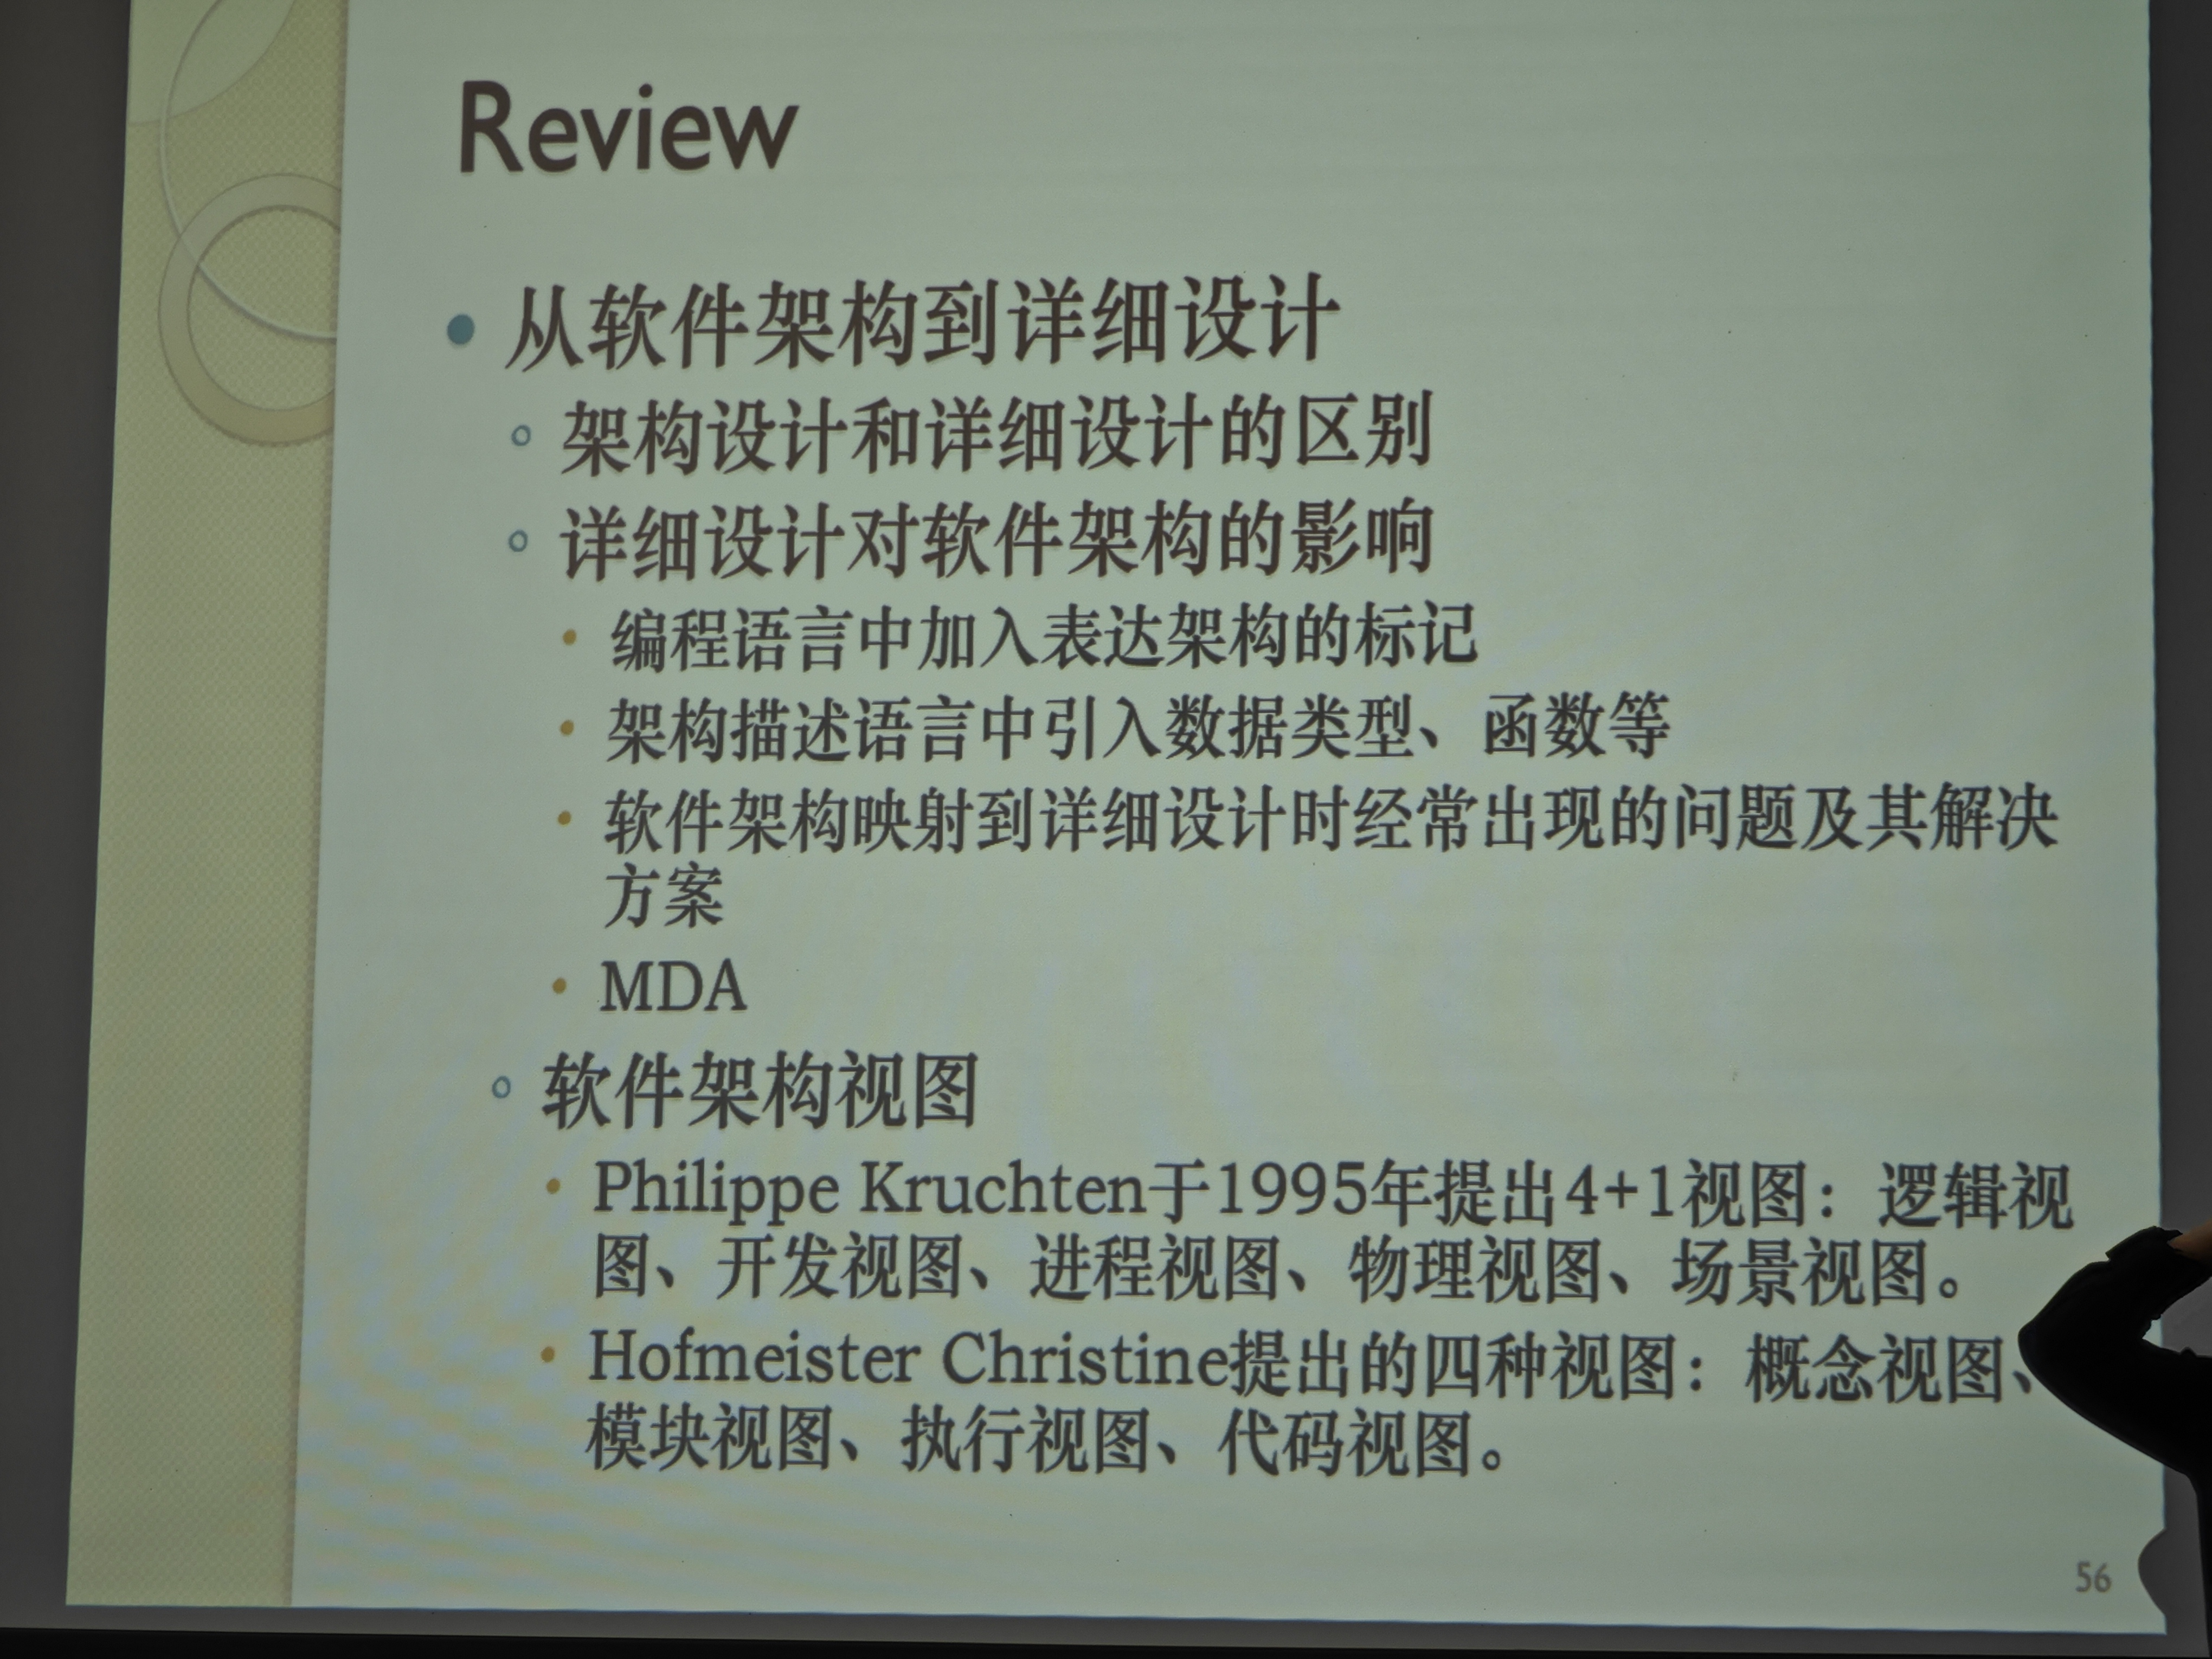 Review
从软件架构到详细设计
架构设计和详细设计的区别
详细设计对软件架构的影响
编程语言中加入表达架构的标记
架构描述语言中引入数据类型、函数等
软件架构映射到详细设计时经常出现的问题及其解决
方案
MDA
软件架构视图
Philippe Kruchten于1995年提出4+1视图：逻辑视
图、开发视图、进程视图、物理视图、场景视图。
Hofmeister Christine提出的四种视图：概念视图、
模块视图、执行视图、代码视图。
56